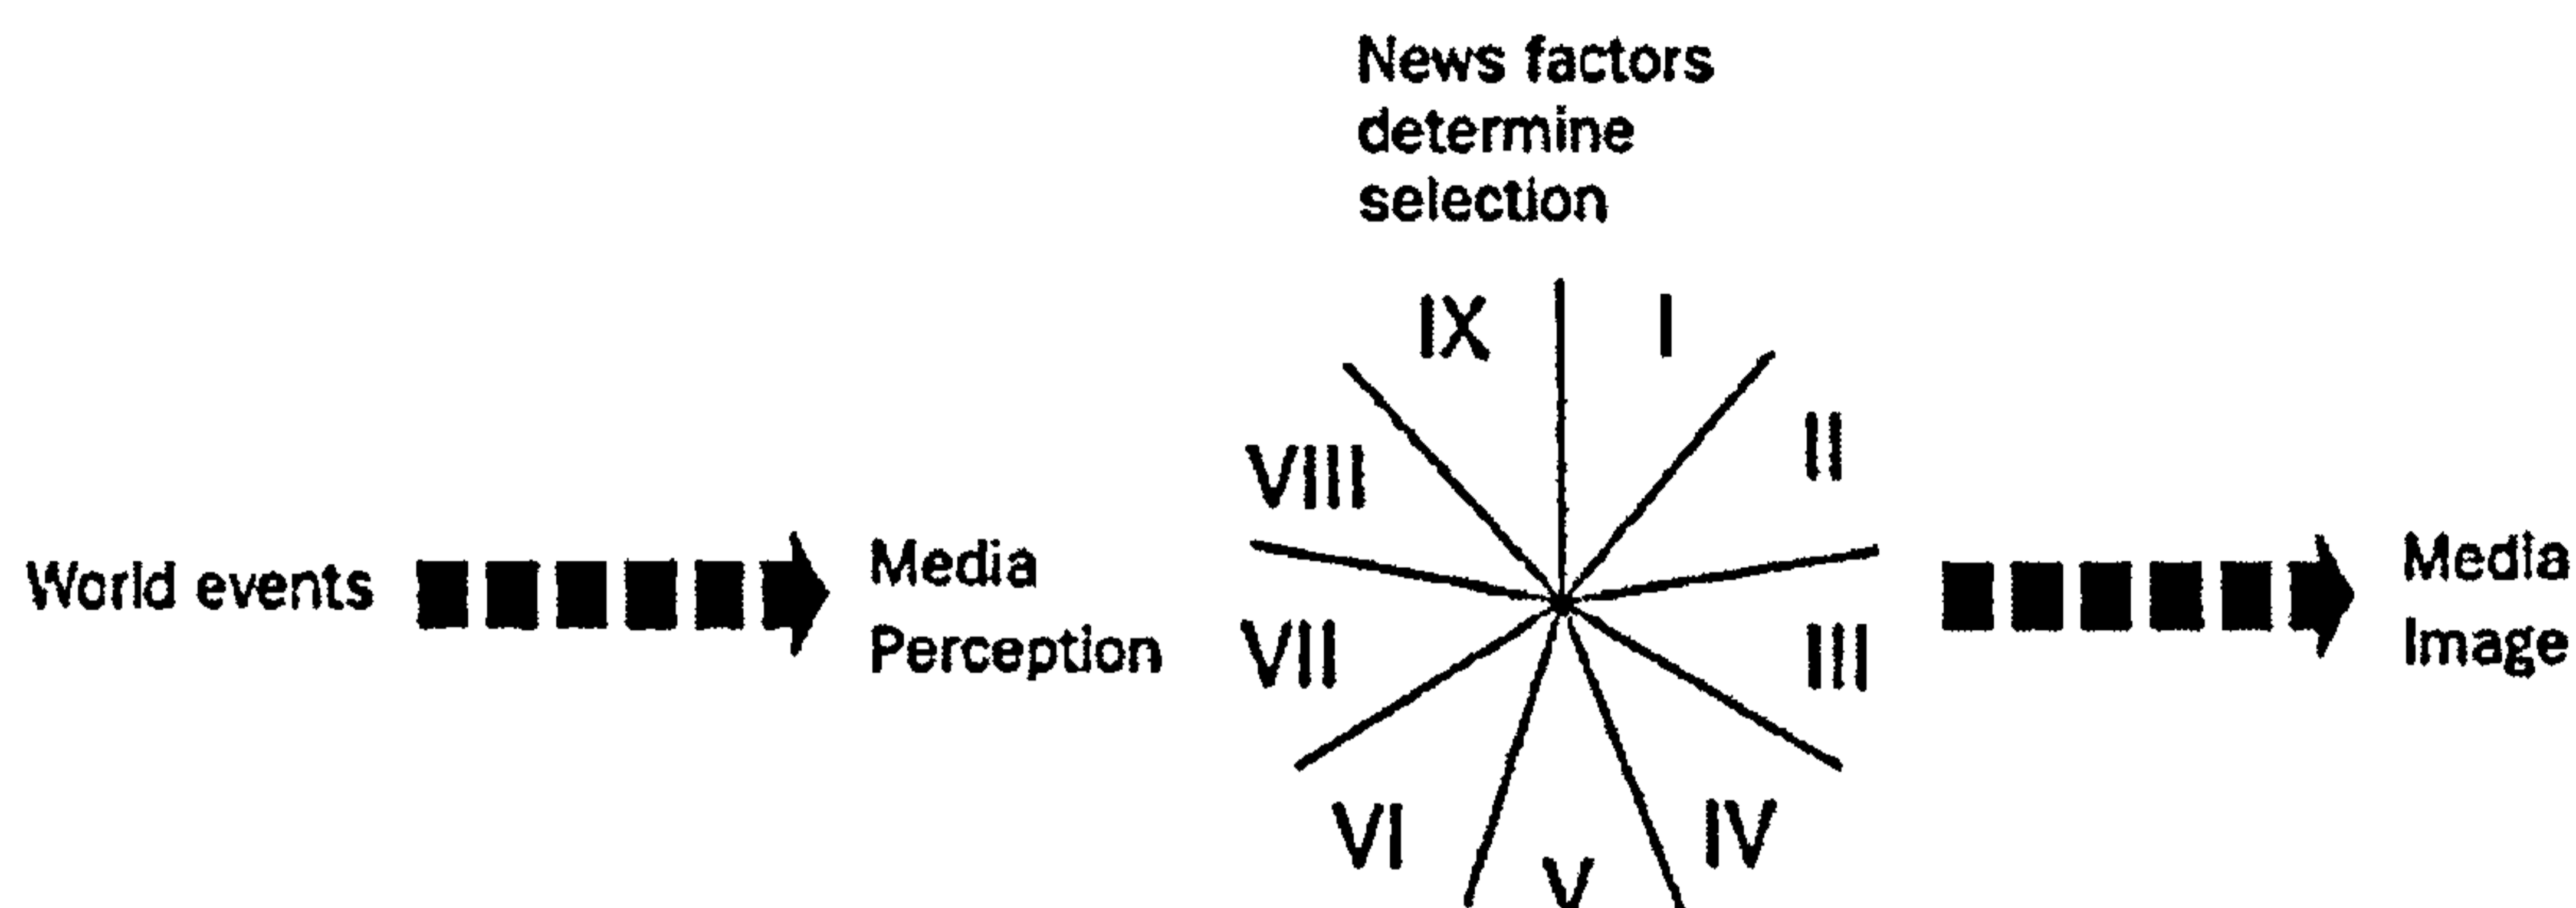 News factors
determine
selection
IX
I
VIII
II
World events
Media
Perception
VII
III
Media
Image
VI
IV
V